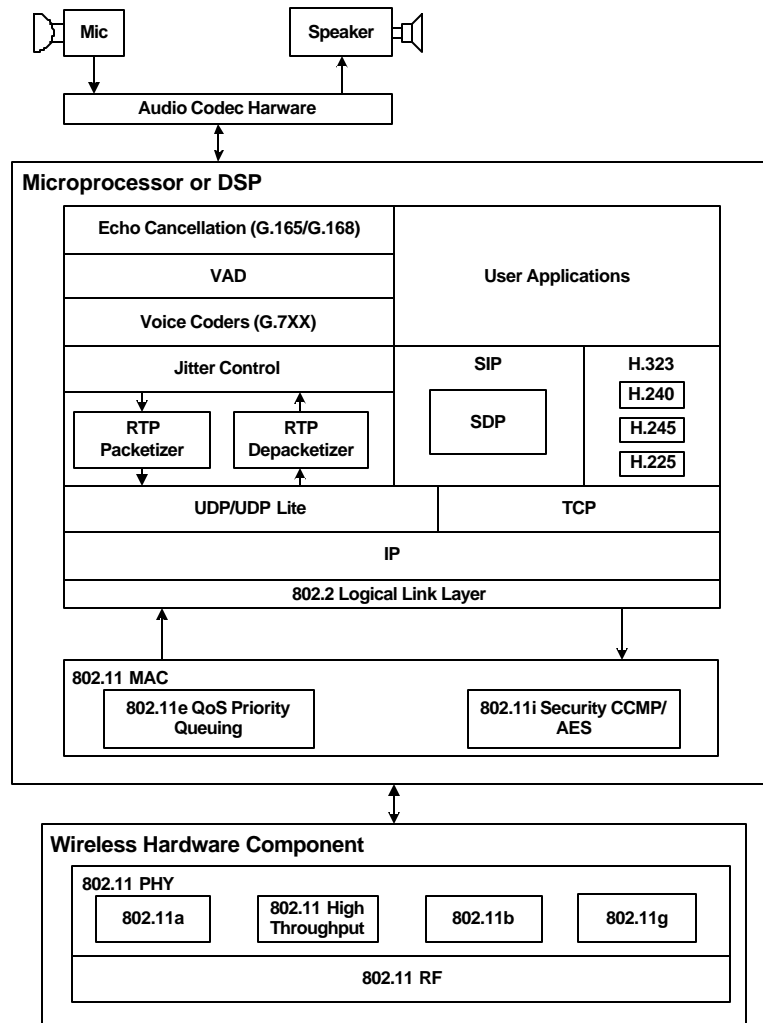 Mic
Speaker
Audio Codec Harware
Microprocessor or DSP
Echo Cancellation (G.165/G.168)
VAD
User Applications
Voice Coders (G.7XX)
Jitter Control
SIP
H.323
RTP
Packetizer
RTP
Depacketizer
SDP
H.240
H.245
H.225
UDP/UDP Lite
TCP
IP
802.2 Logical Link Layer
802.11 MAC
802.11e QoS Priority
Queuing
802.11i Security CCMP/
AES
Wireless Hardware Component
802.11 PHY
802.11a
802.11 High
Throughput
802.11b
802.11g
802.11 RF